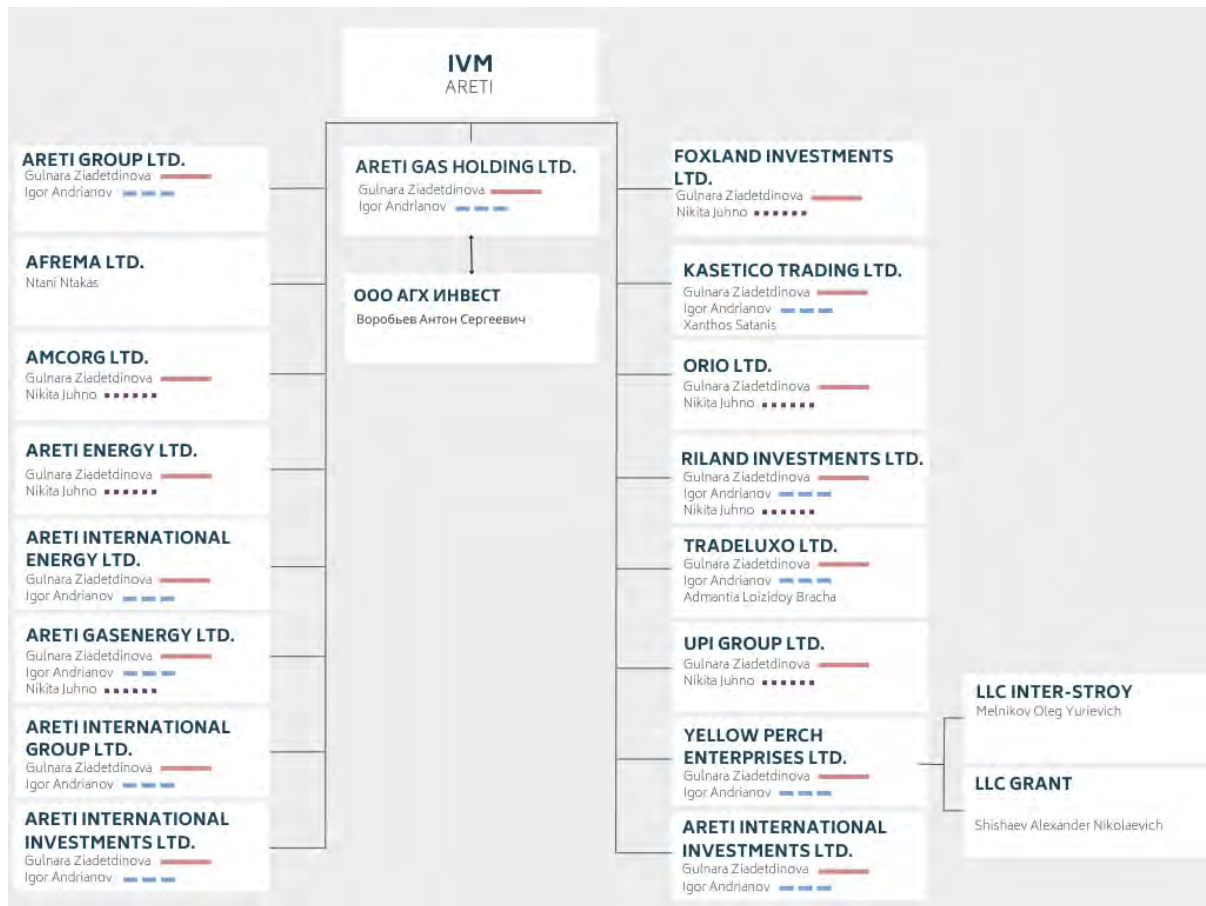 IVM
ARETI
ARETI GROUP LTD.
Gulnara Ziadetdinova
Igor Andrianov
AFREMA LTD.
Ntani Ntakas
AMCORG LTD.
Gulnara Ziadetdinova
Nikita Juhno
ARETI ENERGY LTD.
Gulnara Ziadetdinova
Nikita Juhno
ARETI INTERNATIONAL
ENERGY LTD.
Gulnara Ziadetdinova
Igor Andrianov
ARETI GASENERGY LTD.
Gulnara Ziadetdinova
Igor Andrianov
Nikita Juhno
ARETI INTERNATIONAL
GROUP LTD.
Gulnara Ziadetdinova
Igor Andrianov
ARETI INTERNATIONAL
INVESTMENTS LTD.
Gulnara Ziadetdinova
Igor Andrianov
ARETI GAS HOLDING LTD.
Gulnara Ziadetdinova
Igor Andrianov
ООО АГХ ИНВЕСТ
Воробьев Антон Сергеевич
FOXLAND INVESTMENTS
LTD.
Gulnara Ziadetdinova
Nikita Juhno
KASETICO TRADING LTD.
Gulnara Ziadetdinova
Igor Andrianov
Xanthos Satanis
ORIO LTD.
Gulnara Ziadetdinova
Nikita Juhno
RILAND INVESTMENTS LTD.
Gulnara Ziadetdinova
Igor Andrianov
Nikita Juhno
TRADELUXO LTD.
Gulnara Ziadetdinova
Igor Andrianov
Admantia Loizidoy Bracha
UPI GROUP LTD.
Gulnara Ziadetdinova
Nikita Juhno
YELLOW PERCH
ENTERPRISES LTD.
Gulnara Ziadetdinova
Igor Andrianov
ARETI INTERNATIONAL
INVESTMENTS LTD.
Gulnara Ziadetdinova
Igor Andrianov
LLC INTER-STROY
Melnikov Oleg Yurievich
LLC GRANT
Shishaev Alexander Nikolaevich